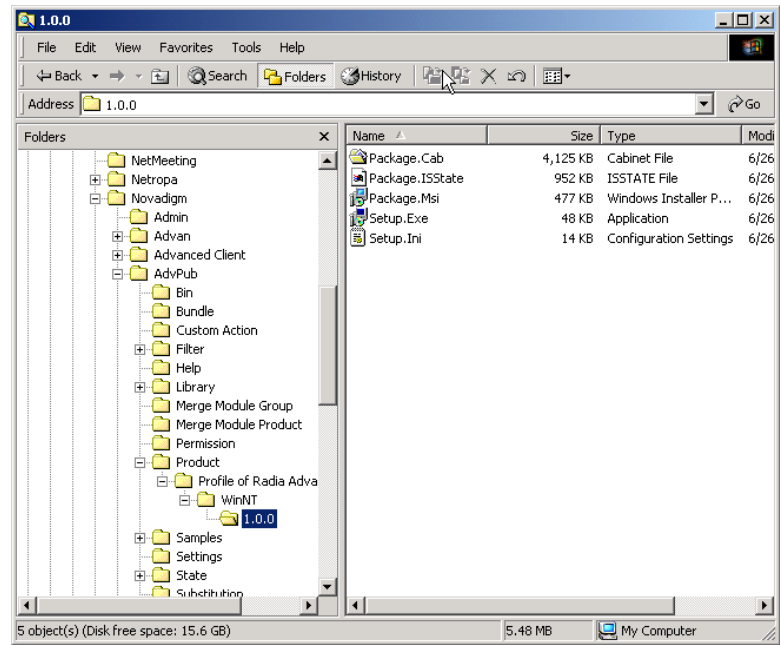 1.0.0
File Edit View Favorites Tools Help
Back Search Folders History
Address 1.0.0 Go
Folders
Name Size Type Modi
Package.Cab 4,125 KB Cabinet File 6/26
Package.ISState 952 KB ISSTATE File 6/26
Package.Msi 477 KB Windows Installer P... 6/26
Setup.Exe 48 KB Application 6/26
Setup.Ini 14 KB Configuration Settings 6/26
NetMeeting
Netropa
Novadigm
Admin
Advan
Advanced Client
AdvPub
Bin
Bundle
Custom Action
Filter
Help
Library
Merge Module Group
Merge Module Product
Permission
Product
Profile of Radia Adva
WinNT
1.0.0
Samples
Settings
State
Substitution
5 object(s) (Disk free space: 15.6 GB) 5.48 MB My Computer